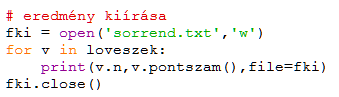 # eredmény kiírása
fki = open('sorrend.txt','w')
for v in loveszek:
    print(v.n,v.pontszam(),file=fki)
fki.close()